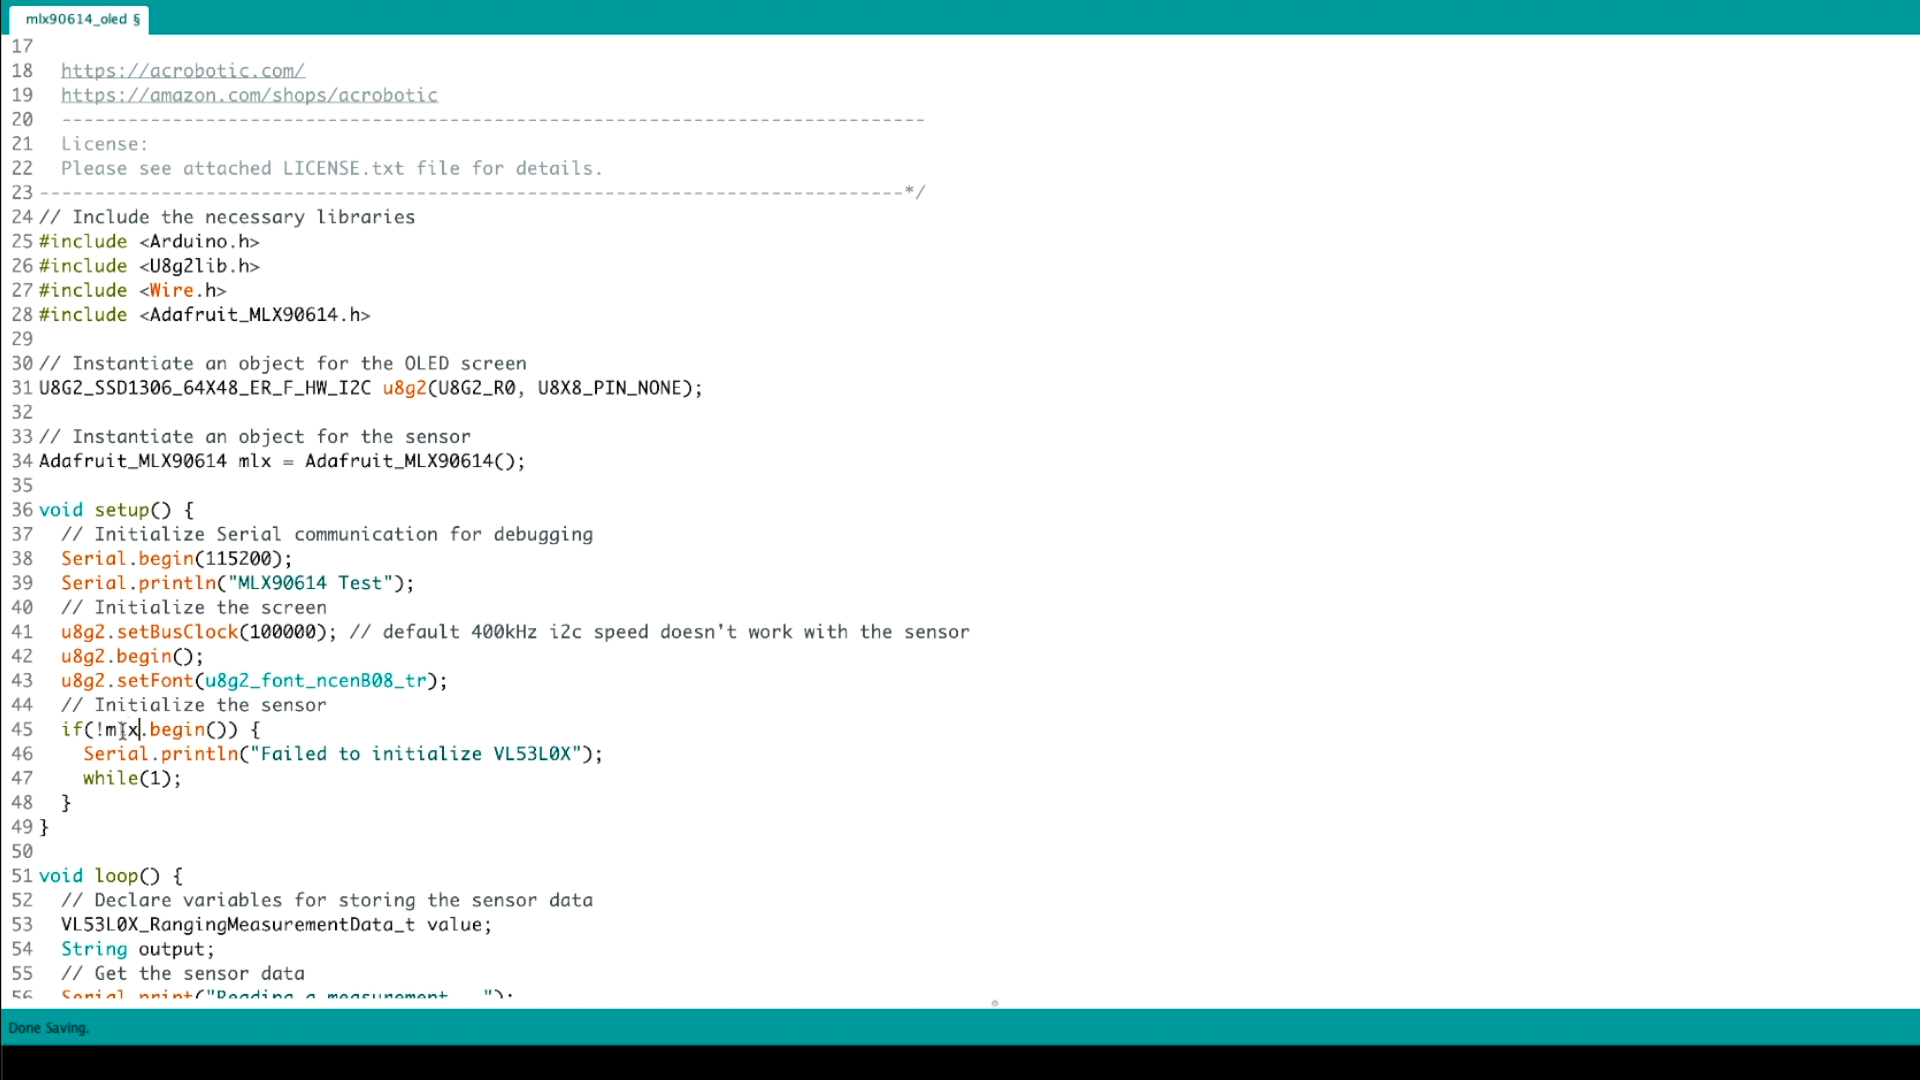 mlx90614_oled §
17
18 https://acrobotic.com/
19 https://amazon.com/shops/acrobotic
20 ------------------------------------------------------------------------------
21 License:
22 Please see attached LICENSE.txt file for details.
23 ------------------------------------------------------------------------------*/
24 // Include the necessary libraries
25 #include <Arduino.h>
26 #include <U8g2lib.h>
27 #include <Wire.h>
28 #include <Adafruit_MLX90614.h>
29
30 // Instantiate an object for the OLED screen
31 U8G2_SSD1306_64X48_ER_F_HW_I2C u8g2(U8G2_R0, U8X8_PIN_NONE);
32
33 // Instantiate an object for the sensor
34 Adafruit_MLX90614 mlx = Adafruit_MLX90614();
35
36 void setup() {
37 // Initialize Serial communication for debugging
38 Serial.begin(115200);
39 Serial.println("MLX90614 Test");
40 // Initialize the screen
41 u8g2.setBusClock(100000); // default 400kHz i2c speed doesn't work with the sensor
42 u8g2.begin();
43 u8g2.setFont(u8g2_font_ncenB08_tr);
44 // Initialize the sensor
45 if(!mlx.begin()) {
46 Serial.println("Failed to initialize VL53L0X");
47 while(1);
48 }
49 }
50
51 void loop() {
52 // Declare variables for storing the sensor data
53 VL53L0X_RangingMeasurementData_t value;
54 String output;
55 // Get the sensor data
56 Serial.print("Reading a measurement... ");
Done Saving.